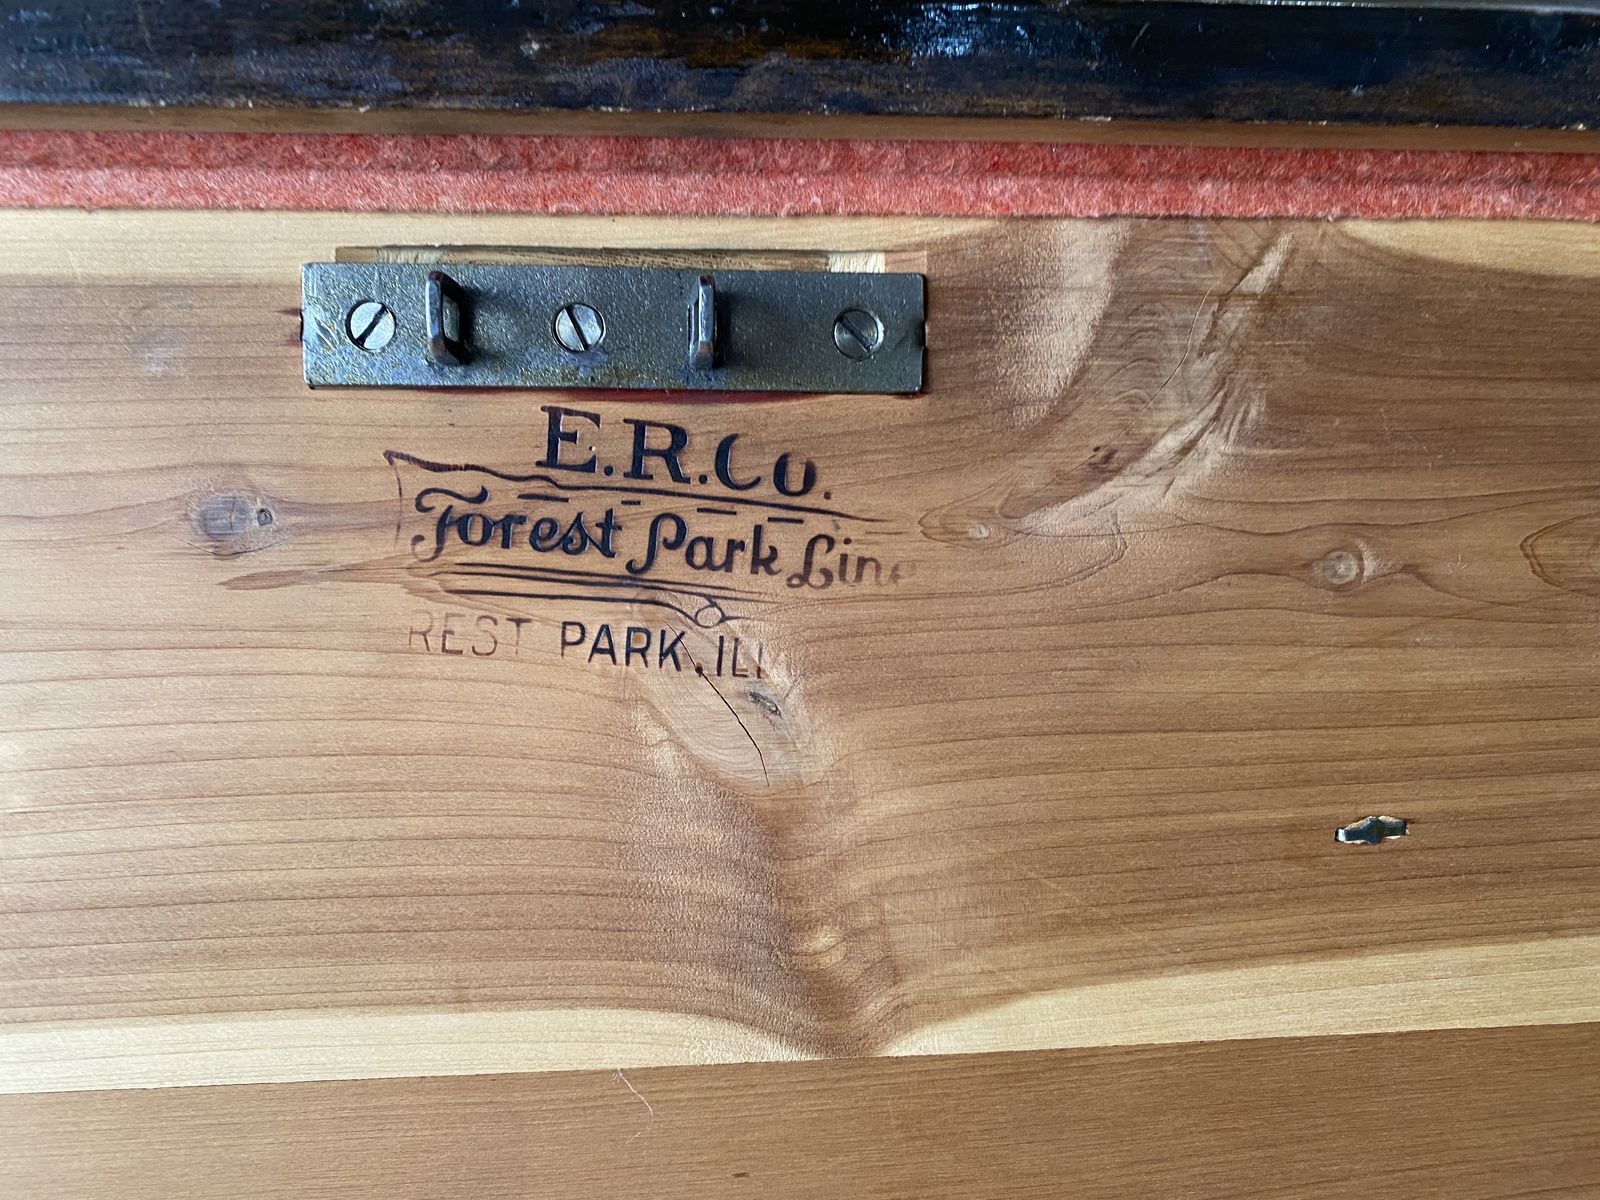 E.R.Co.
Forest Park Line
REST PARK, ILL